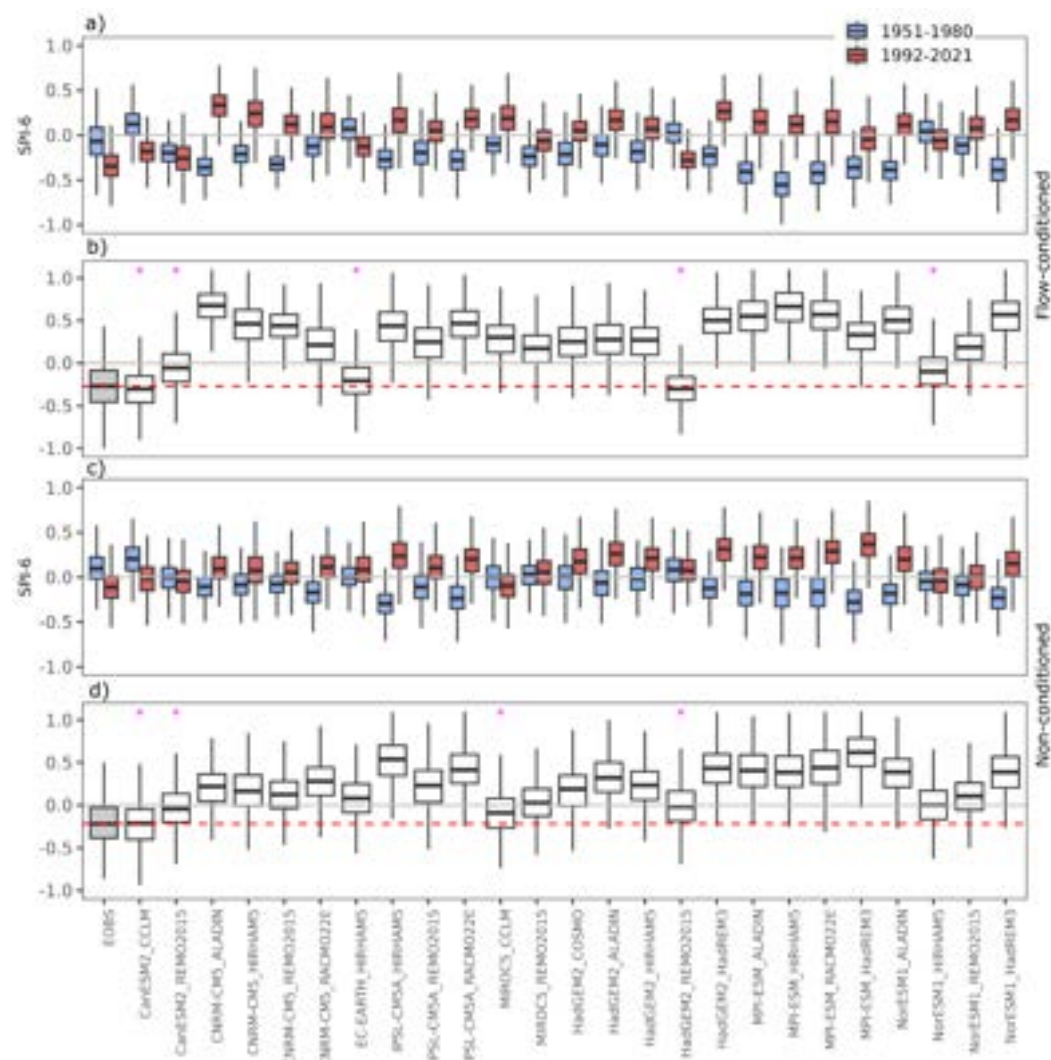 a)
1951-1980
1992-2021
1.0
0.5
0.0
-0.5
-1.0
SPI-6
b)
1.0
0.5
0.0
-0.5
-1.0
Flow-conditioned
c)
1.0
0.5
0.0
-0.5
-1.0
SPI-6
d)
1.0
0.5
0.0
-0.5
-1.0
Non-conditioned
EOBS
CanESM2_CCLM
CanESM2_REMO2015
CNRM-CM5_ALADIN
CNRM-CM5_HIRHAM5
CNRM-CM5_REMO2015
CNRM-CM5_RACMO22E
EC-EARTH_HIRHAM5
IPSL-CM5A_HIRHAM5
IPSL-CM5A_REMO2015
IPSL-CM5A_RACMO22E
MIROC5_CCLM
MIROC5_REMO2015
HadGEM2_COSMO
HadGEM2_ALADIN
HadGEM2_HIRHAM5
HadGEM2_REMO2015
HadGEM2_HadREM3
MPI-ESM_ALADIN
MPI-ESM_HIRHAM5
MPI-ESM_RACMO22E
MPI-ESM_HadREM3
NorESM1_ALADIN
NorESM1_HIRHAM5
NorESM1_REMO2015
NorESM1_HadREM3